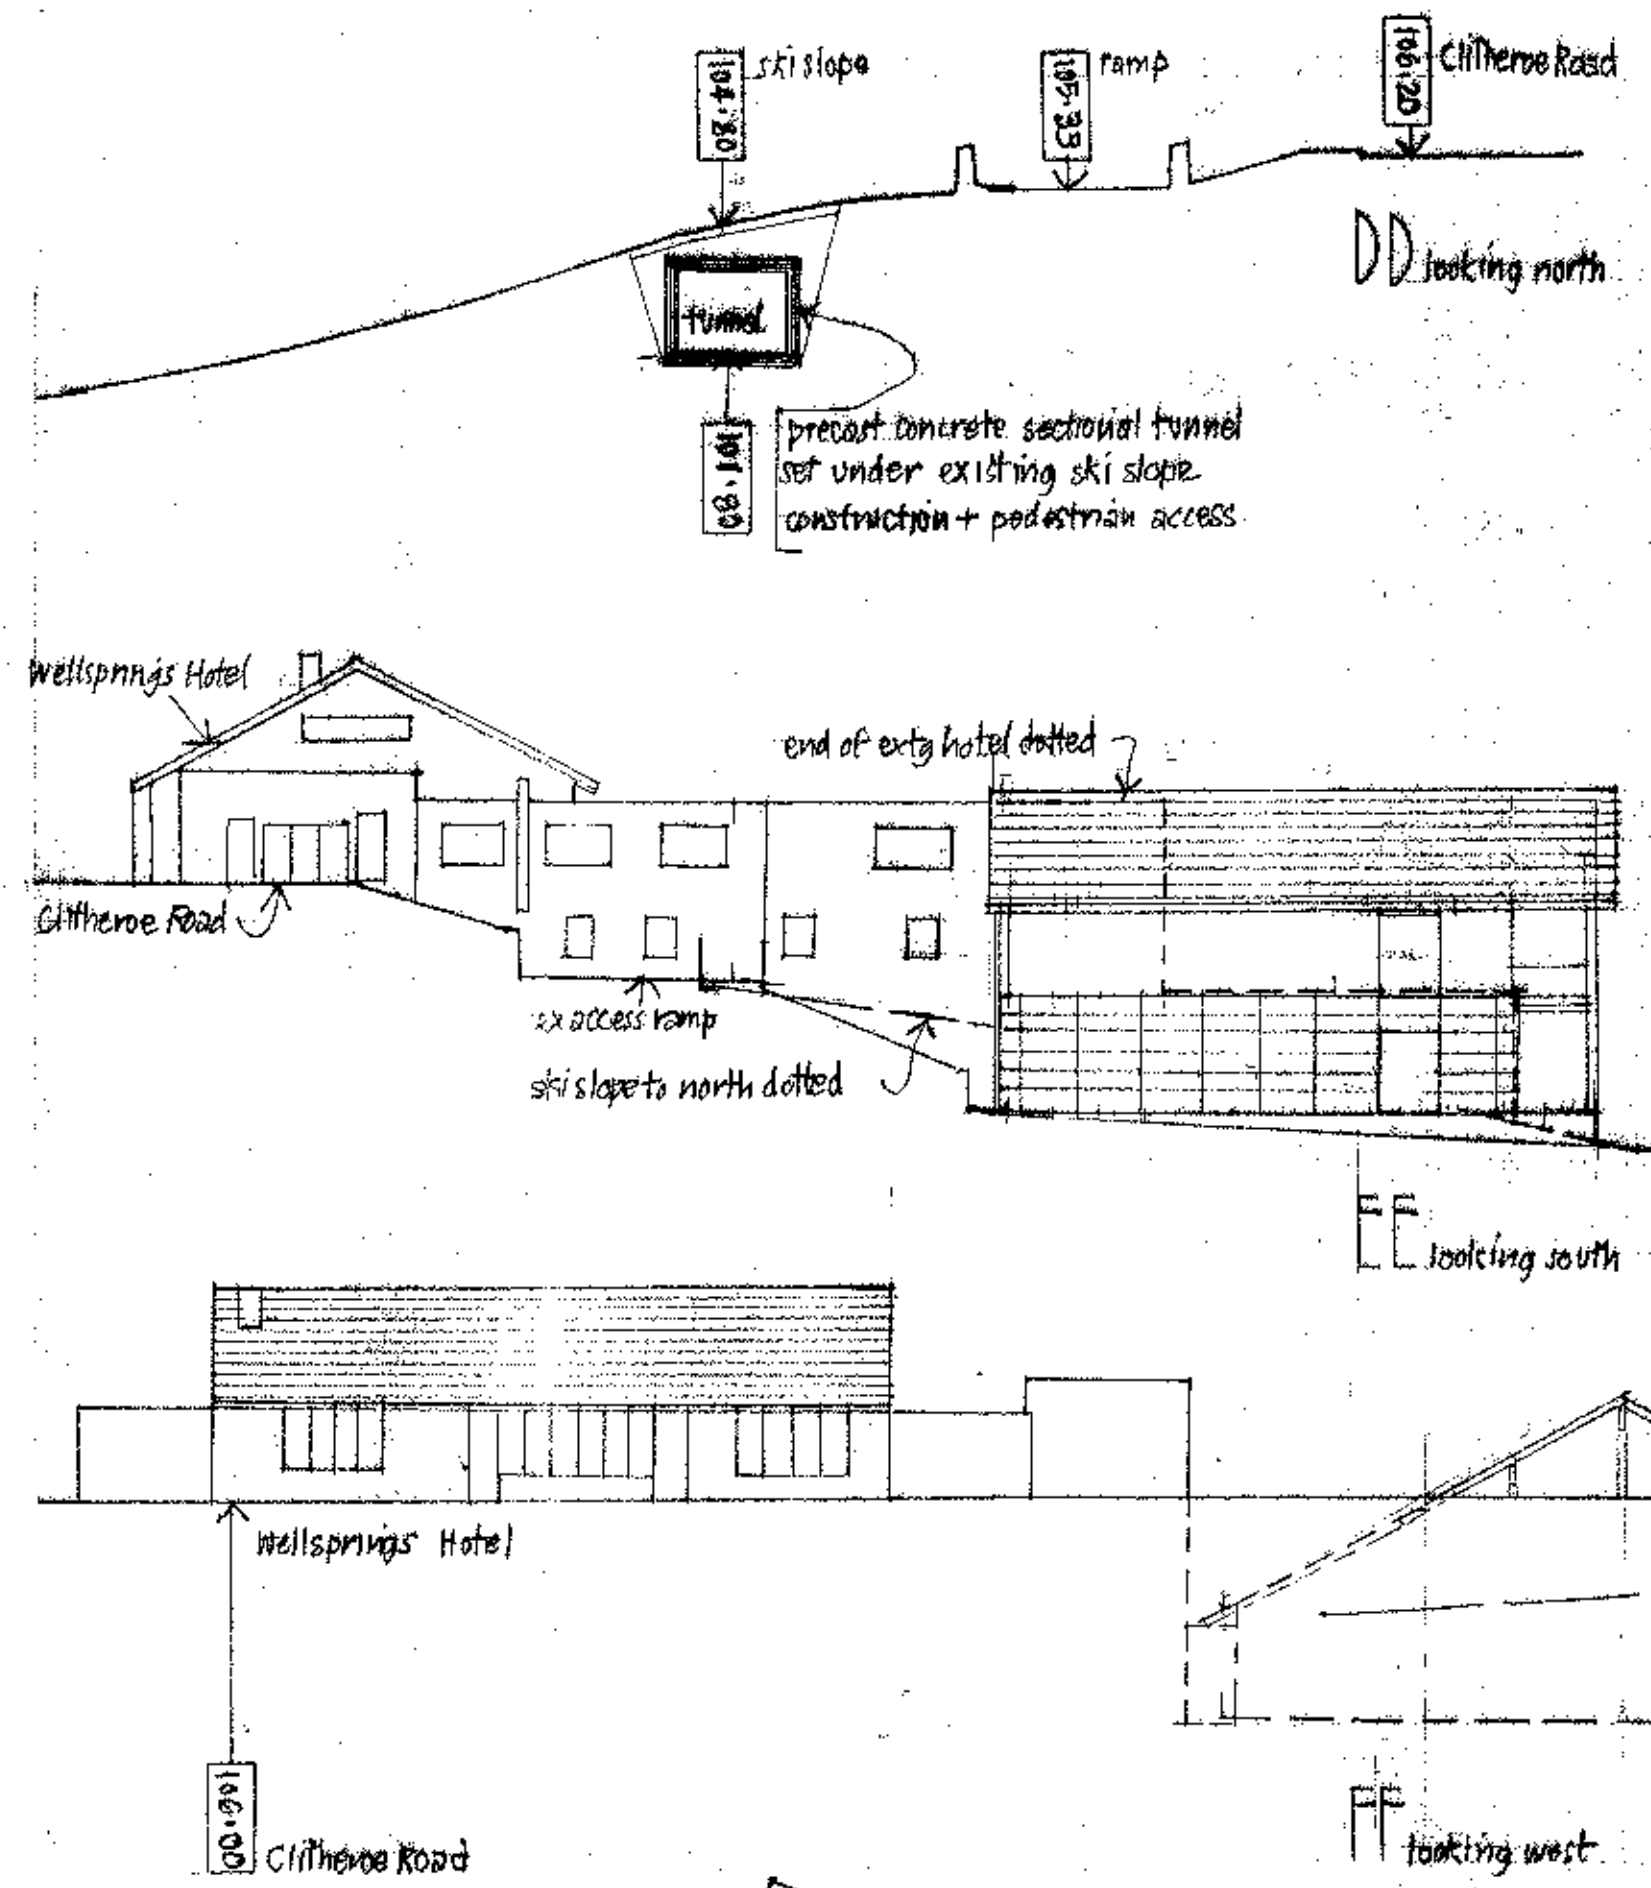 104.80
ski slope
105.33
ramp
106.20
Clitheroe Road
DD looking north
tunnel
101.80
precast concrete sectional tunnel
set under existing ski slope
construction + pedestrian access
Wellsprings Hotel
end of extg hotel dotted
Clitheroe Road
ex access ramp
ski slope to north dotted
EE looking south
Wellsprings Hotel
106.00
Clitheroe Road
FF looking west